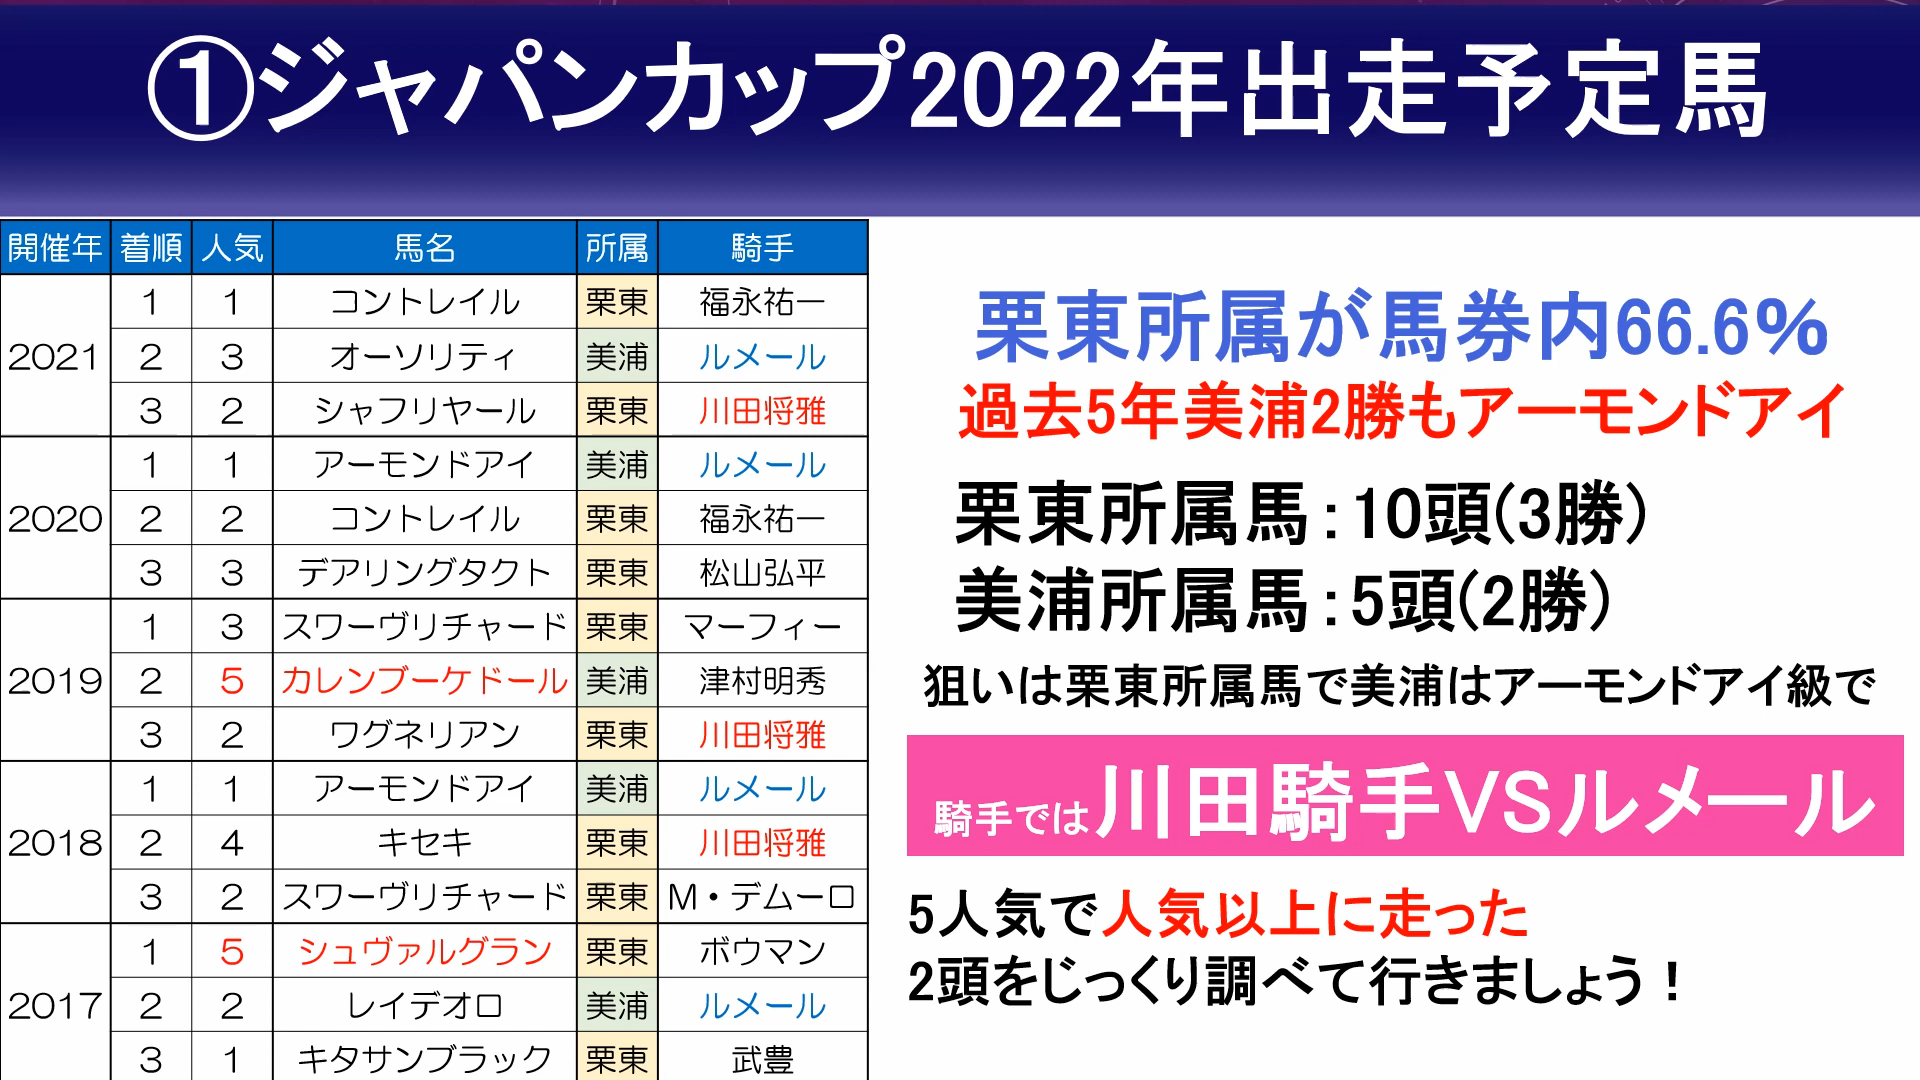 ①ジャパンカップ2022年出走予定馬
開催年 着順 人気 馬名 所属 騎手
2021
1 1 コントレイル 栗東 福永祐一
2 3 オーソリティ 美浦 ルメール
3 2 シャフリヤール 栗東 川田将雅
2020
1 1 アーモンドアイ 美浦 ルメール
2 2 コントレイル 栗東 福永祐一
3 3 デアリングタクト 栗東 松山弘平
2019
1 3 スワーヴリチャード 栗東 マーフィー
2 5 カレンブーケドール 美浦 津村明秀
3 2 ワグネリアン 栗東 川田将雅
2018
1 1 アーモンドアイ 美浦 ルメール
2 4 キセキ 栗東 川田将雅
3 2 スワーヴリチャード 栗東 M・デムーロ
2017
1 5 シュヴァルグラン 栗東 ボウマン
2 2 レイデオロ 美浦 ルメール
3 1 キタサンブラック 栗東 武豊
栗東所属が馬券内66.6%
過去5年美浦2勝もアーモンドアイ
栗東所属馬：10頭(3勝)
美浦所属馬：5頭(2勝)
狙いは栗東所属馬で美浦はアーモンドアイ級で
騎手では川田騎手VSルメール
5人気で人気以上に走った
2頭をじっくり調べて行きましょう！